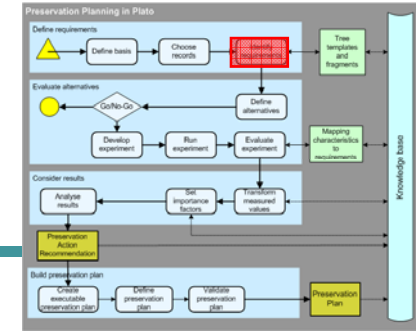 Preservation Planning in Plato
Define requirements
Define basis
Choose
records
Tree
templates
and
fragments
Evaluate alternatives
Go/No-Go
Define
alternatives
Develop
experiment
Run
experiment
Evaluate
experiment
Mapping
characteristics
to
requirements
Knowledge base
Consider results
Analyse
results
Set
importance
factors
Transform
measured
values
Preservation
Action
Recommendation
Build preservation plan
Create
executable
preservation plan
Define
preservation
plan
Validate
preservation
plan
Preservation
Plan